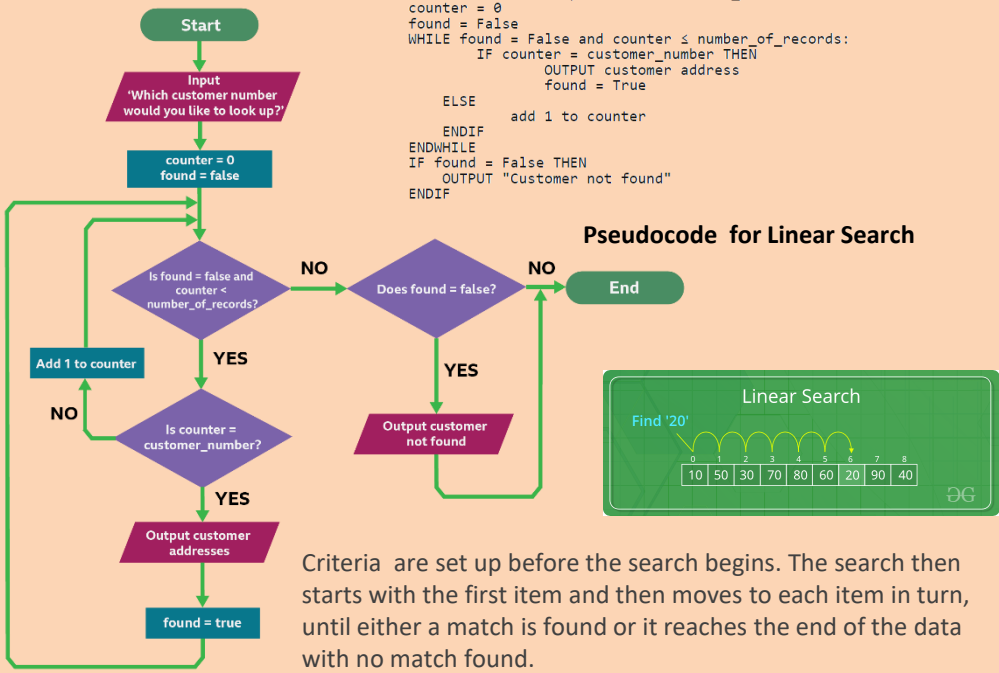 Start
Input
'Which customer number
would you like to look up?'
counter = 0
found = false
Is found = false and
counter <
number_of_records?
NO
Does found = false?
NO
End
YES
Add 1 to counter
NO
Is counter =
customer_number?
YES
Output customer
not found
YES
Output customer
addresses
found = true
counter = 0
found = False
WHILE found = False and counter ≤ number_of_records:
IF counter = customer_number THEN
OUTPUT customer address
found = True
ELSE
add 1 to counter
ENDIF
ENDWHILE
IF found = False THEN
OUTPUT "Customer not found"
ENDIF
Pseudocode for Linear Search
Linear Search
Find '20'
0 1 2 3 4 5 6 7 8
10 50 30 70 80 60 20 90 40
Criteria are set up before the search begins. The search then
starts with the first item and then moves to each item in turn,
until either a match is found or it reaches the end of the data
with no match found.